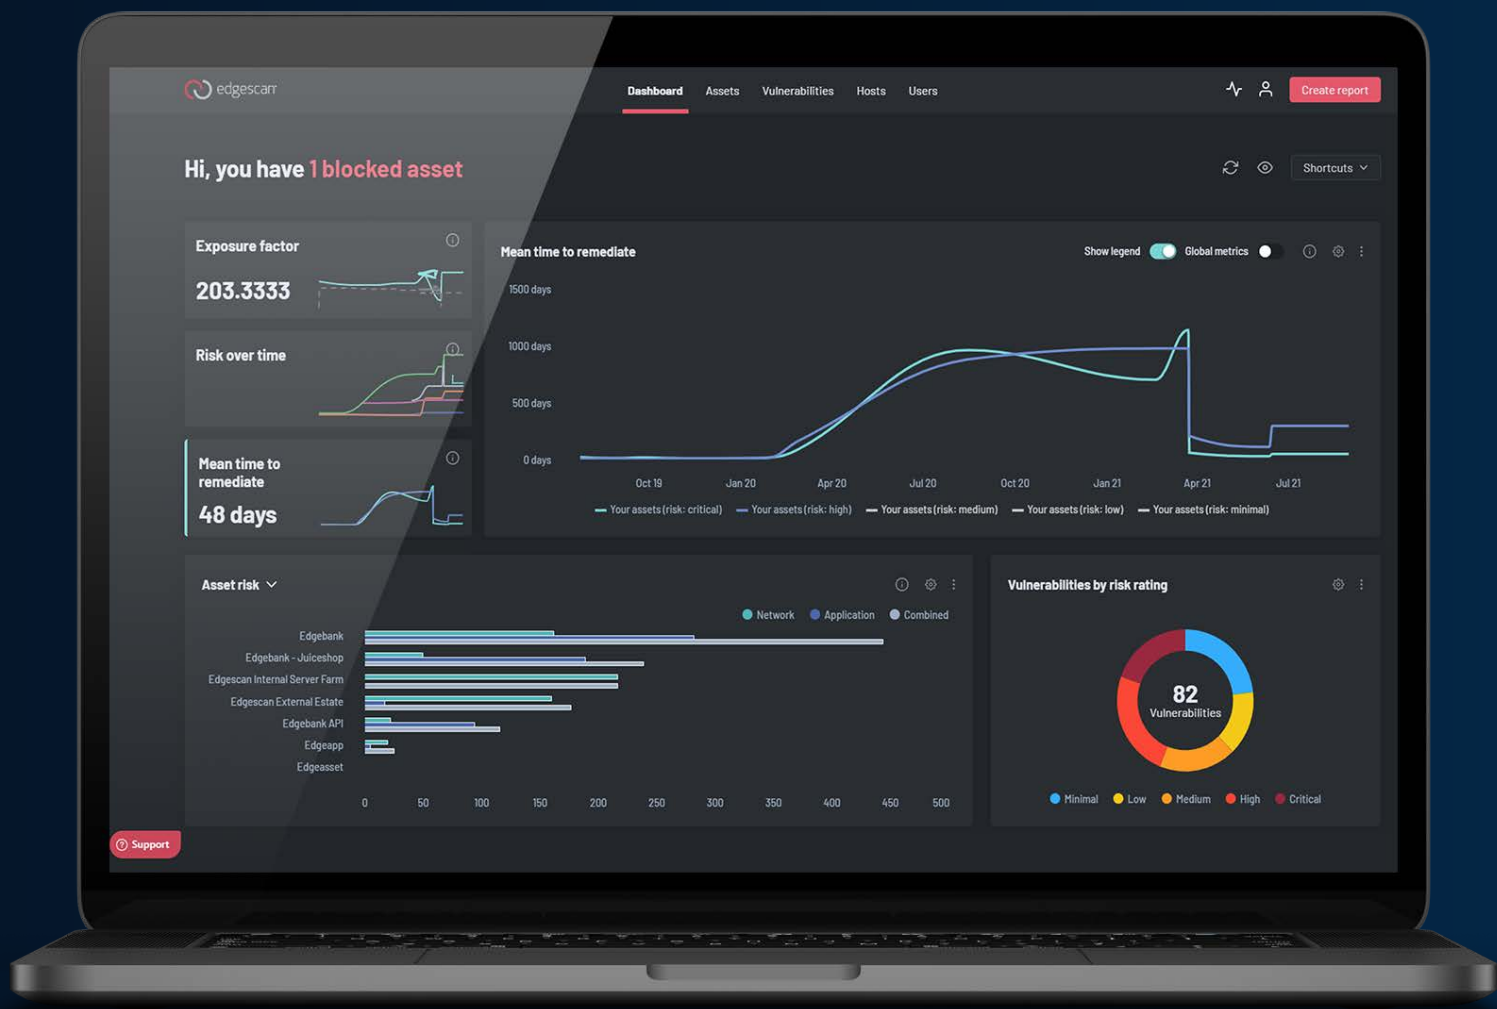 edgescan
Dashboard Assets Vulnerabilities Hosts Users
Create report
Hi, you have 1 blocked asset
Shortcuts
Exposure factor
203.3333
Risk over time
Mean time to
remediate
48 days
Mean time to remediate
Show legend Global metrics
1500 days
1000 days
500 days
0 days
Oct 19 Jan 20 Apr 20 Jul 20 Oct 20 Jan 21 Apr 21 Jul 21
Your assets (risk: critical) Your assets (risk: high) Your assets (risk: medium) Your assets (risk: low) Your assets (risk: minimal)
Asset risk
Network Application Combined
Edgebank
Edgebank - Juiceshop
Edgescan Internal Server Farm
Edgescan External Estate
Edgebank API
Edgeapp
Edgeasset
0 50 100 150 200 250 300 350 400 450 500
Vulnerabilities by risk rating
82
Vulnerabilities
Minimal Low Medium High Critical
Support